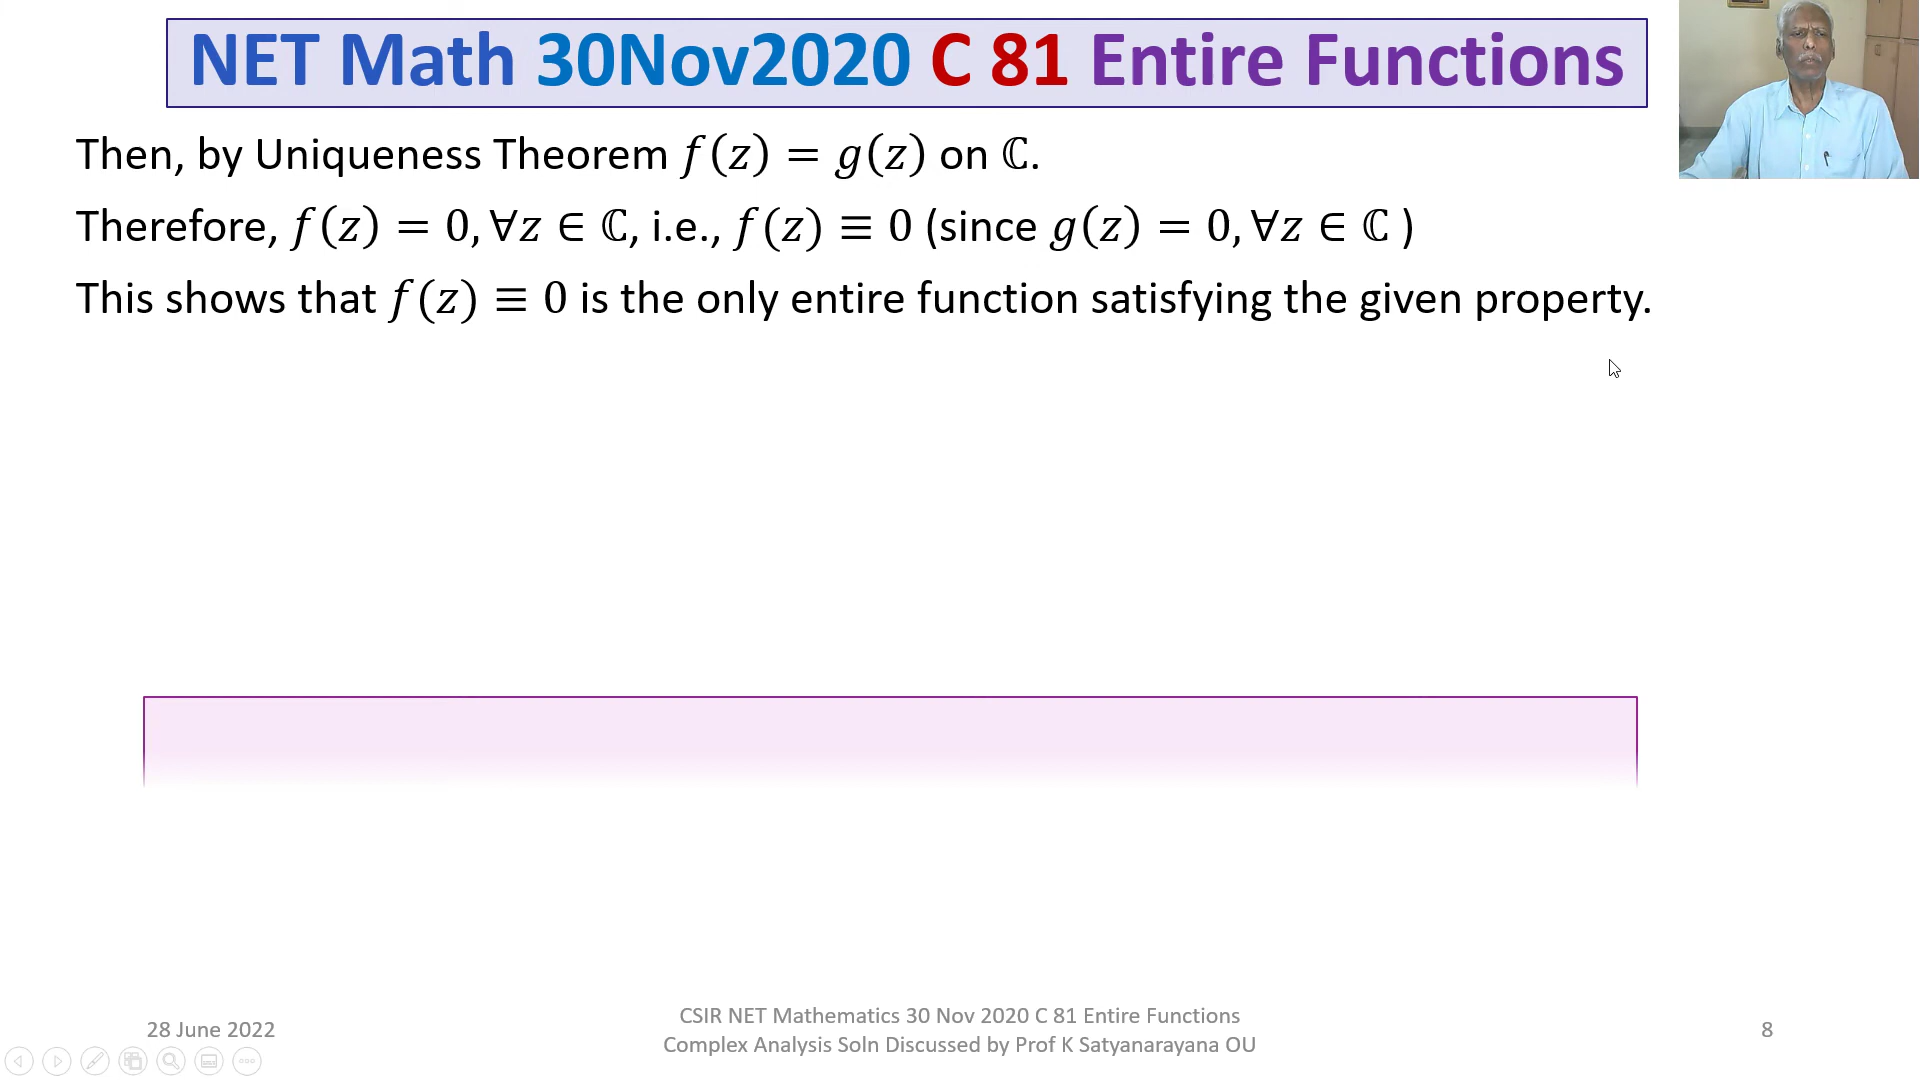 NET Math 30Nov2020 C 81 Entire Functions
Then, by Uniqueness Theorem f(z) = g(z) on ℂ.
Therefore, f(z) = 0, ∀z ∈ ℂ, i.e., f(z) ≡ 0 (since g(z) = 0, ∀z ∈ ℂ )
This shows that f(z) ≡ 0 is the only entire function satisfying the given property.
28 June 2022
CSIR NET Mathematics 30 Nov 2020 C 81 Entire Functions
Complex Analysis Soln Discussed by Prof K Satyanarayana OU
8